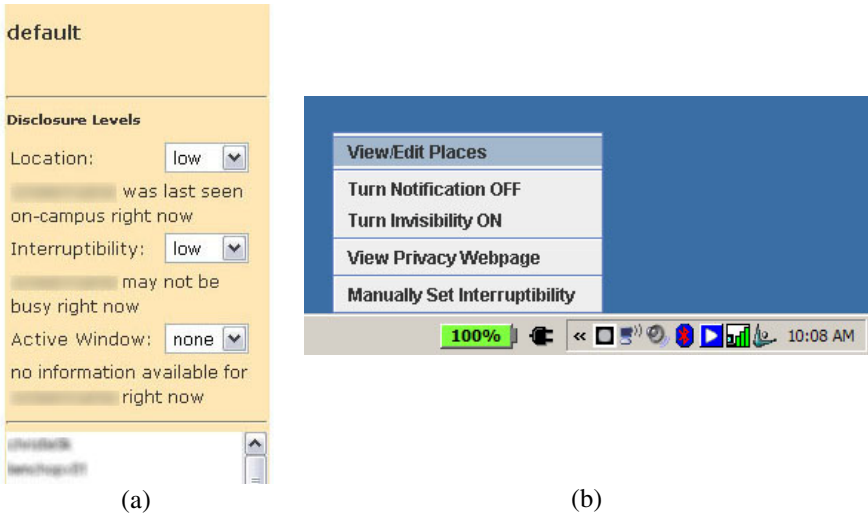 default
Disclosure Levels
Location: low
was last seen
on-campus right now
Interruptibility: low
may not be
busy right now
Active Window: none
no information available for
right now
(a)
View/Edit Places
Turn Notification OFF
Turn Invisibility ON
View Privacy Webpage
Manually Set Interruptibility
100% « 10:08 AM
(b)